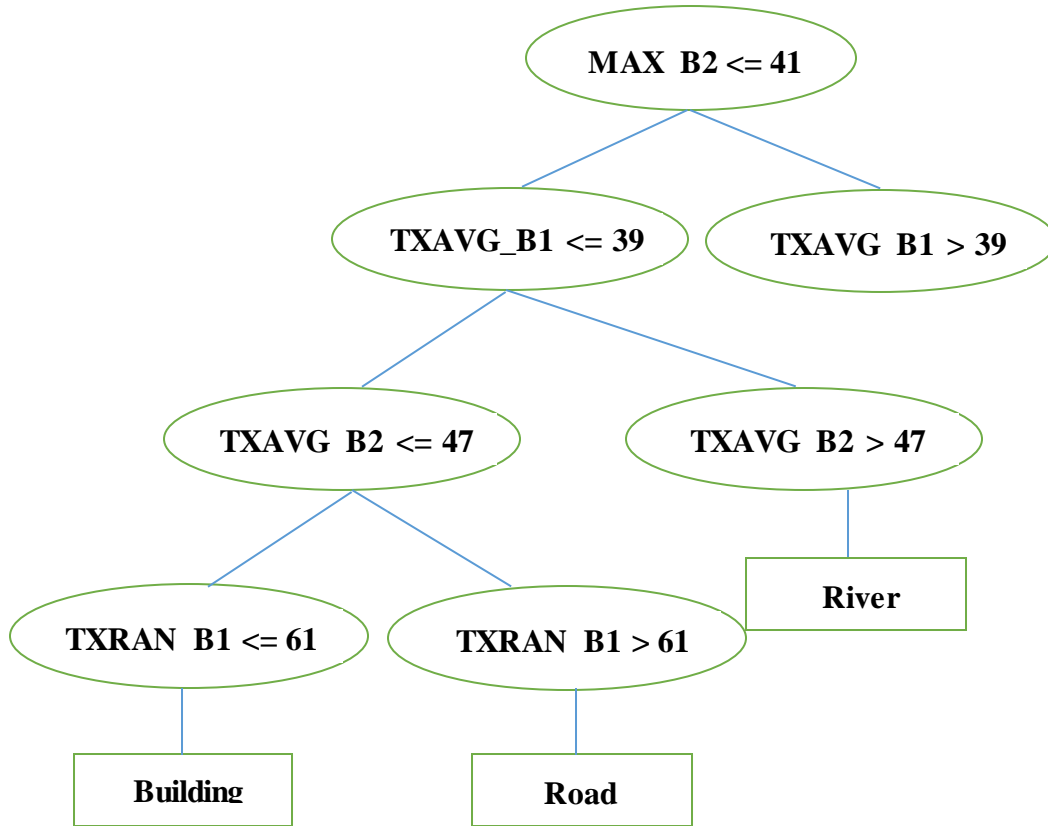 MAX B2 <= 41
TXAVG_B1 <= 39
TXAVG B1 > 39
TXAVG B2 <= 47
TXAVG B2 > 47
River
TXRAN B1 <= 61
TXRAN B1 > 61
Building
Road